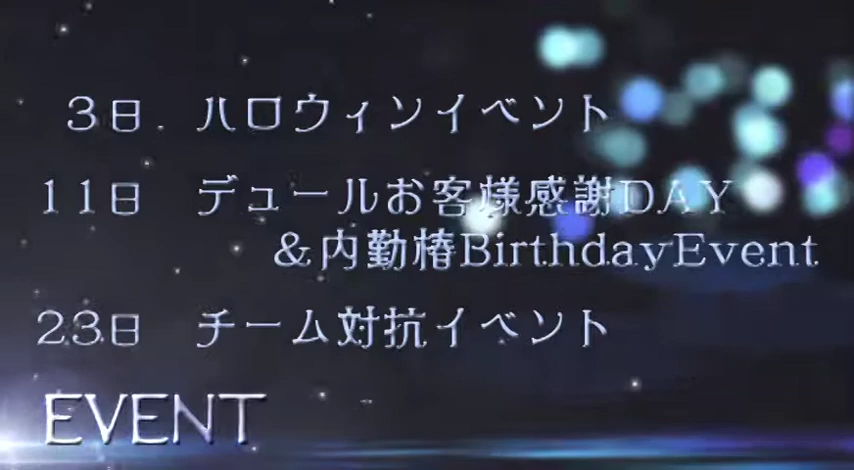 3日 ハロウィンイベント
11日 デュールお客様感謝DAY
&内勤椿BirthdayEvent
23日 チーム対抗イベント
EVENT